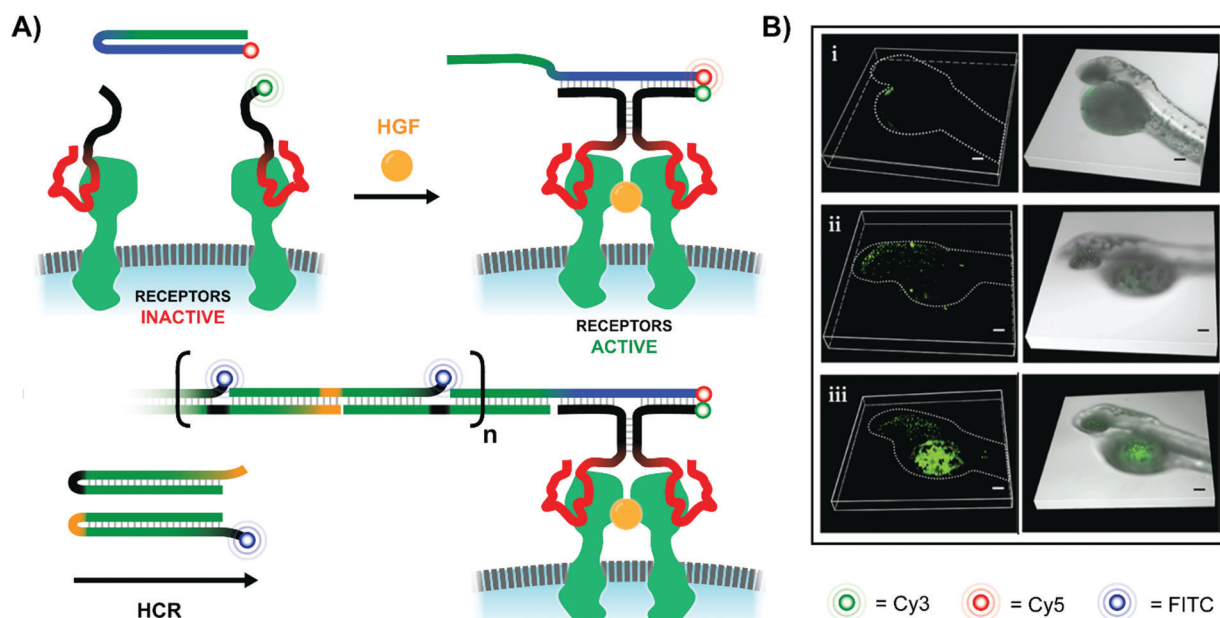 A)
HGF
RECEPTORS
INACTIVE
RECEPTORS
ACTIVE
n
HCR
B)
i
ii
iii
= Cy3
= Cy5
= FITC